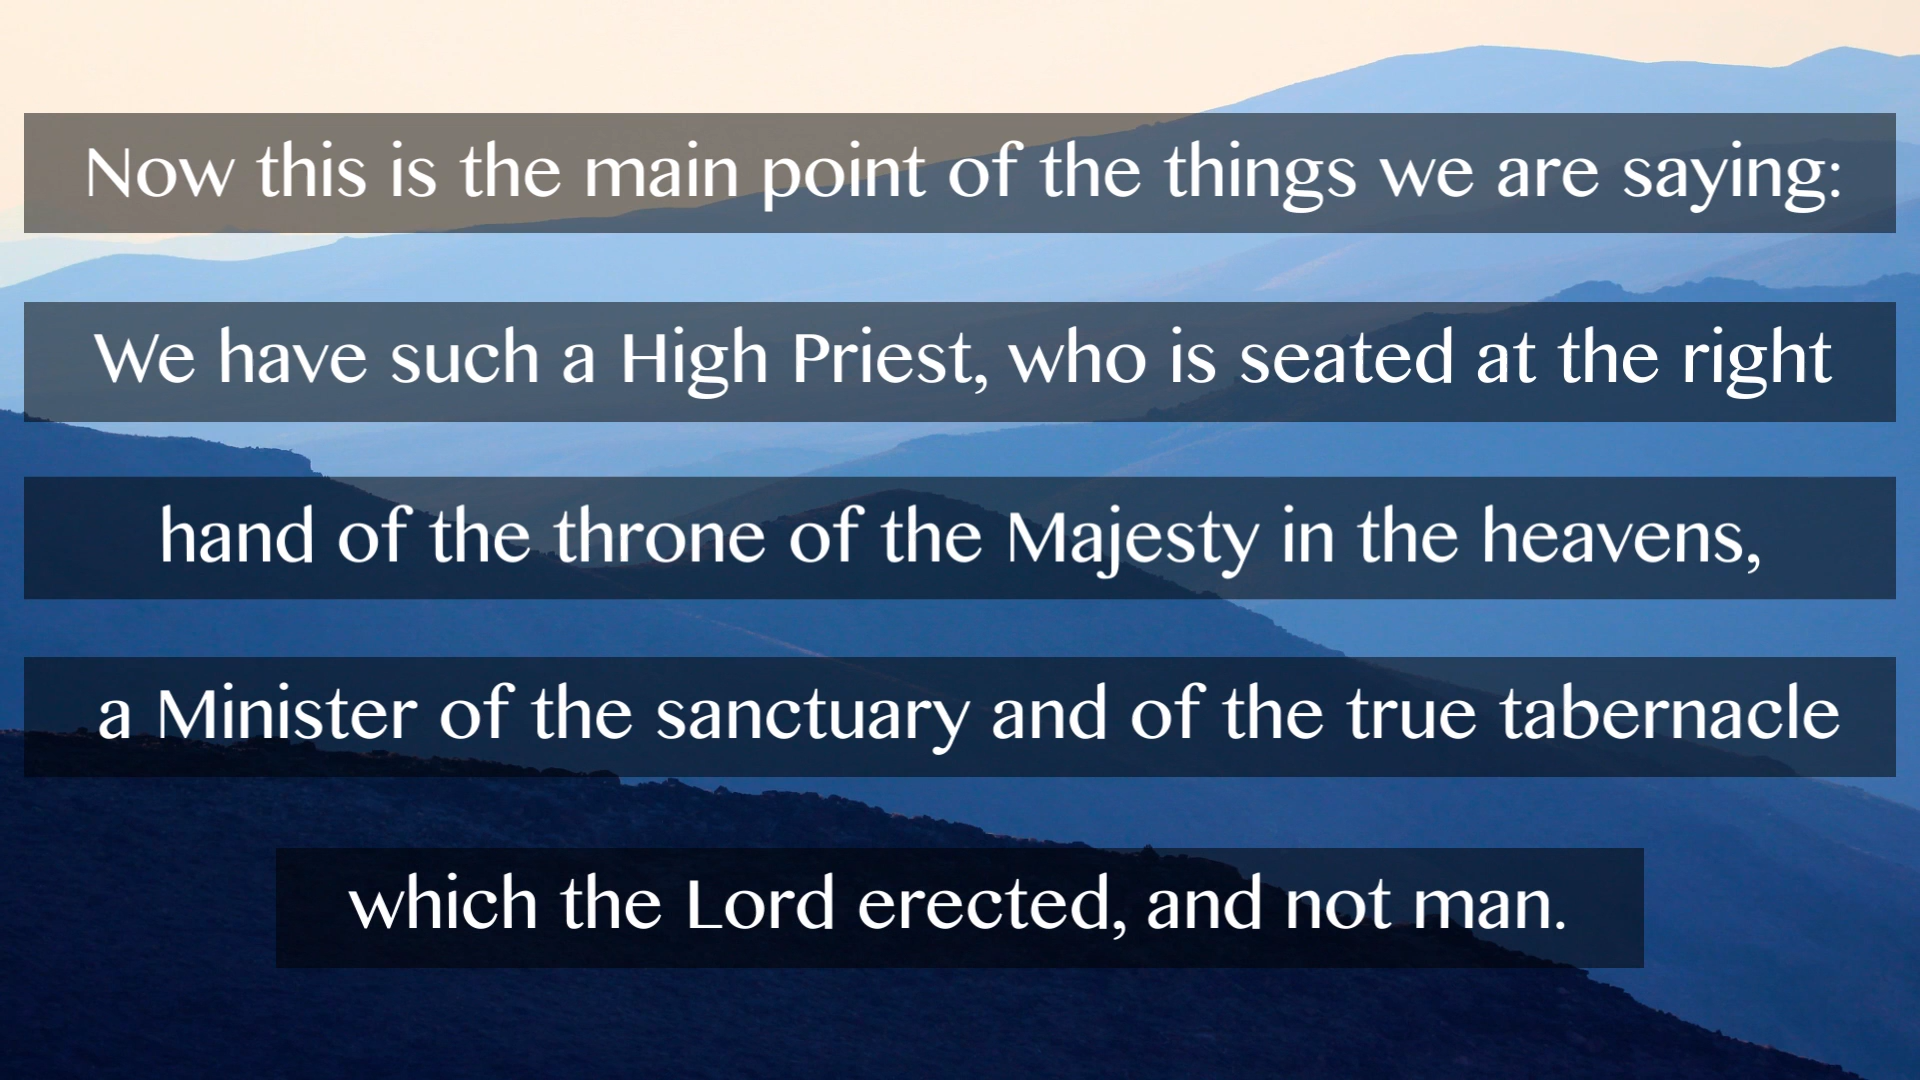 Now this is the main point of the things we are saying:
We have such a High Priest, who is seated at the right
hand of the throne of the Majesty in the heavens,
a Minister of the sanctuary and of the true tabernacle
which the Lord erected, and not man.